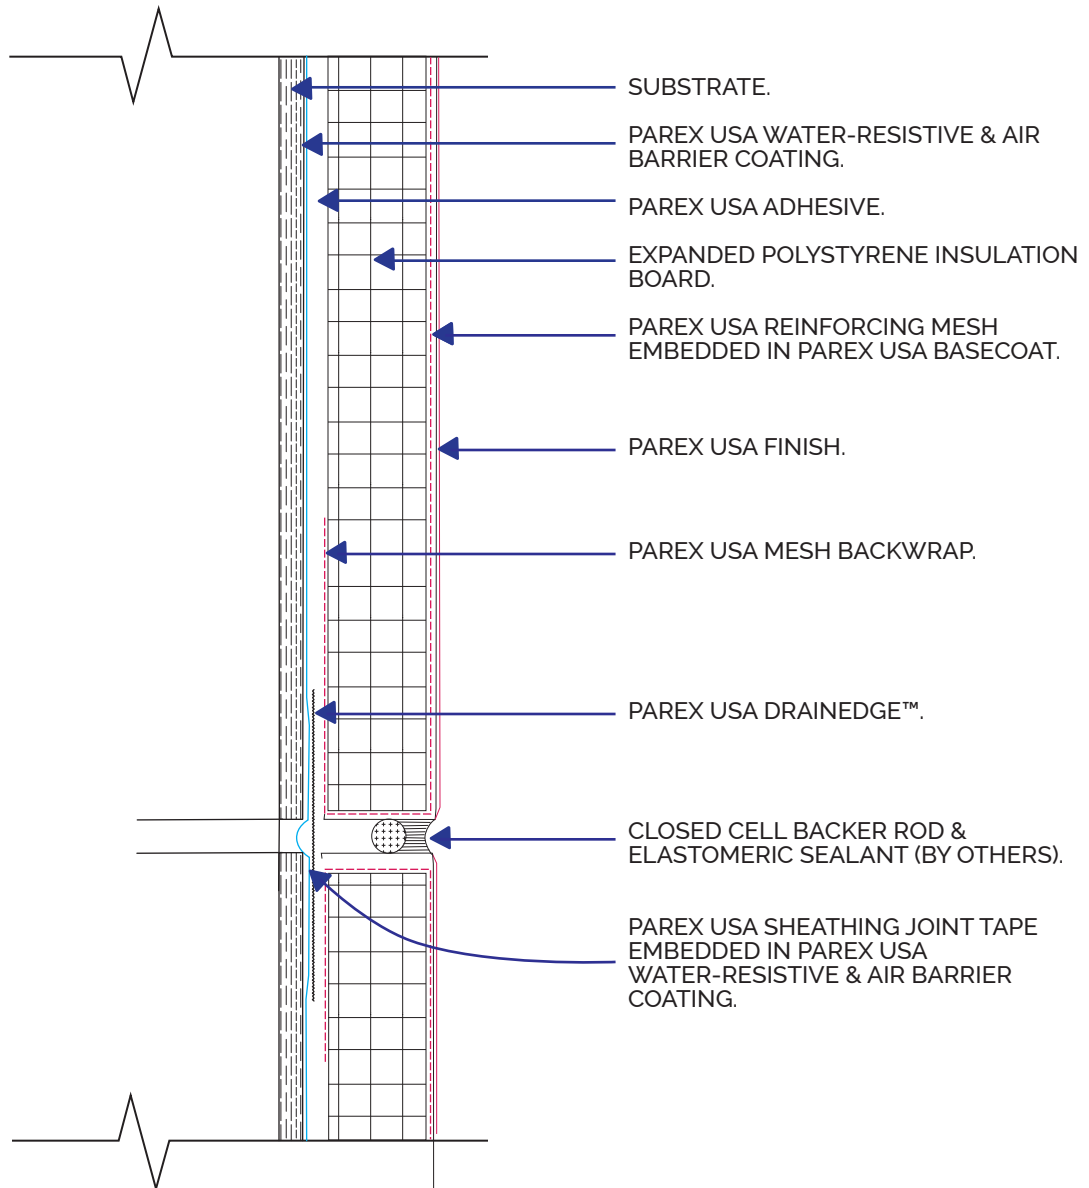 SUBSTRATE.
PAREX USA WATER-RESISTIVE & AIR
BARRIER COATING.
PAREX USA ADHESIVE.
EXPANDED POLYSTYRENE INSULATION
BOARD.
PAREX USA REINFORCING MESH
EMBEDDED IN PAREX USA BASECOAT.
PAREX USA FINISH.
PAREX USA MESH BACKWRAP.
PAREX USA DRAINEDGE™.
CLOSED CELL BACKER ROD &
ELASTOMERIC SEALANT (BY OTHERS).
PAREX USA SHEATHING JOINT TAPE
EMBEDDED IN PAREX USA
WATER-RESISTIVE & AIR BARRIER
COATING.